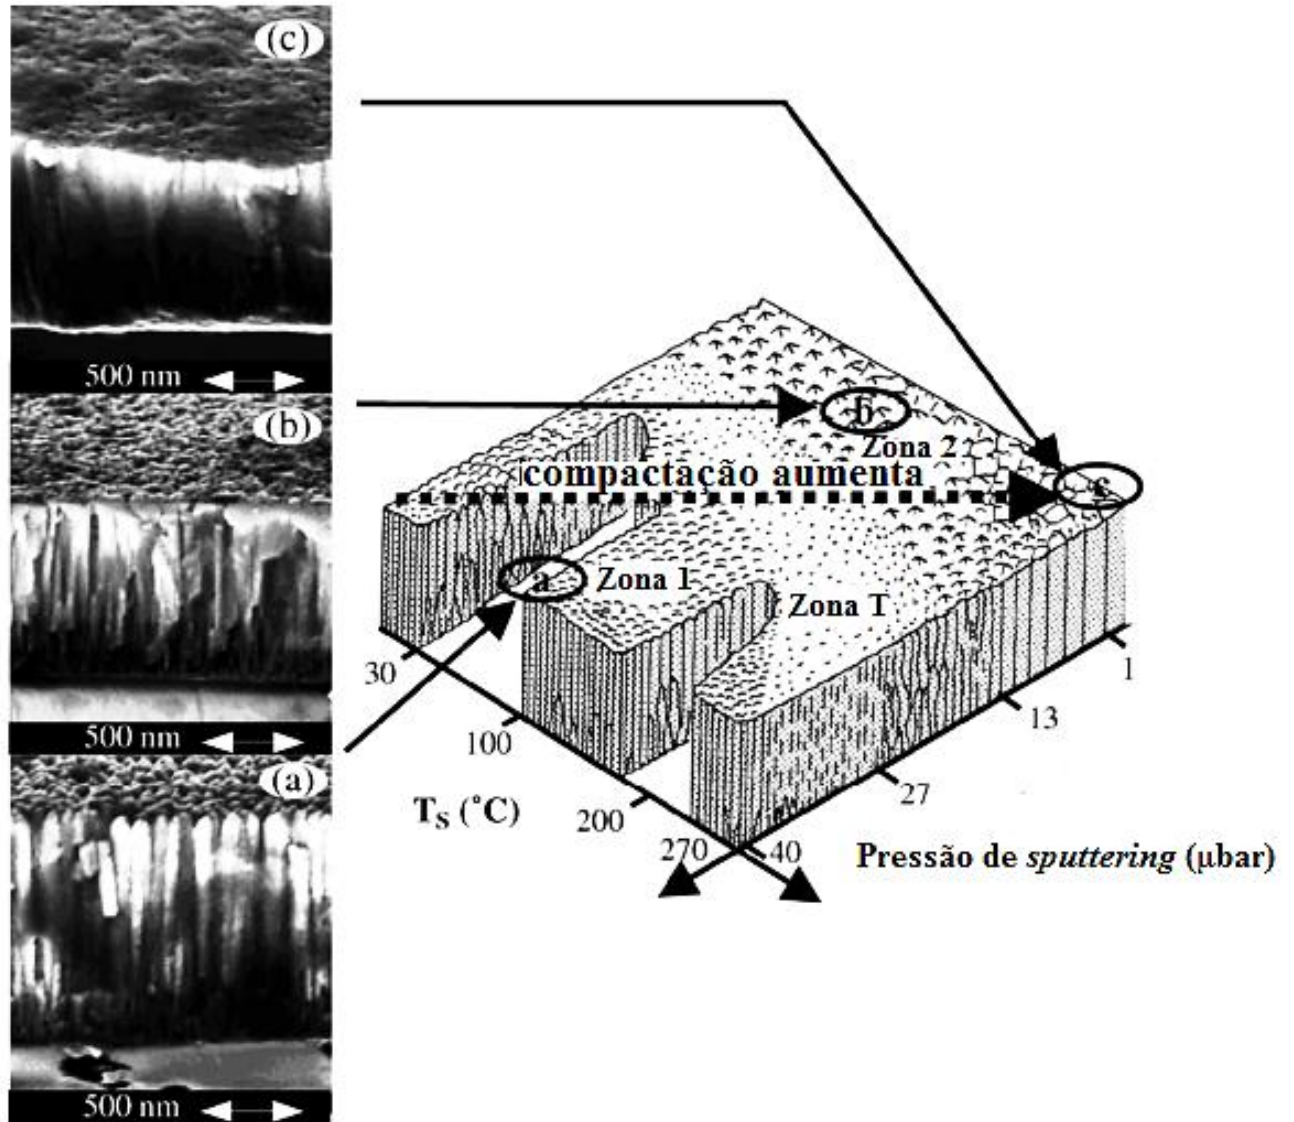 (c)
500 nm
(b)
500 nm
(a)
500 nm
b
Zona 2
compactação aumenta
c
a
Zona 1
Zona T
30
100
200
270
T_S (˚C)
40
27
13
1
Pressão de sputtering (μbar)